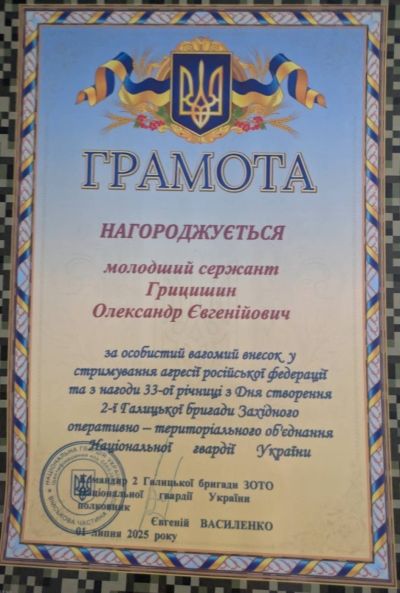 ГРАМОТА
НАГОРОДЖУЄТЬСЯ
молодший сержант
Грицишин
Олександр Євгенійович
за особистий вагомий внесок у
стримування агресії російської федерації
та з нагоди 33-ої річниці з Дня створення
2-ї Галицької бригади Західного
оперативно – територіального об'єднання
Національної гвардії України
Командир 2 Галицької бригади ЗОТО
Національної гвардії України
полковник
Євгеній ВАСИЛЕНКО
01 липня 2025 року